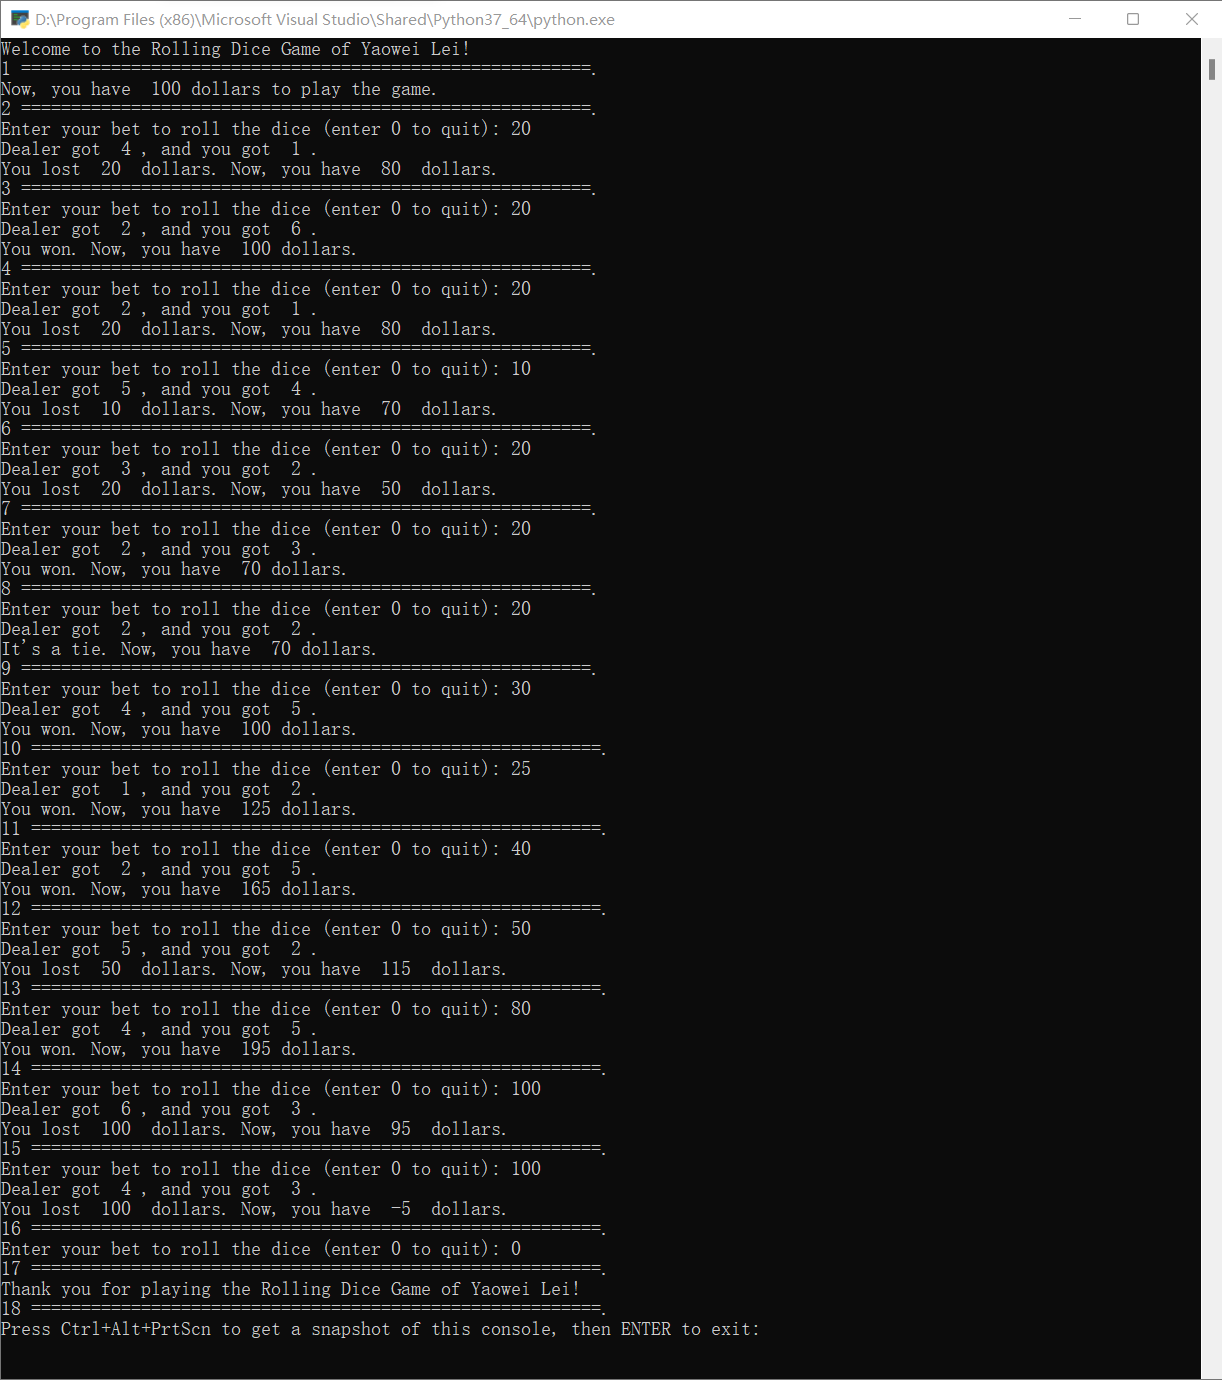 D:\Program Files (x86)\Microsoft Visual Studio\Shared\Python37_64\python.exe
Welcome to the Rolling Dice Game of Yaowei Lei!
1 =========================================================.
Now, you have  100 dollars to play the game.
2 =========================================================.
Enter your bet to roll the dice (enter 0 to quit): 20
Dealer got  4 , and you got  1 .
You lost  20  dollars. Now, you have  80  dollars.
3 =========================================================.
Enter your bet to roll the dice (enter 0 to quit): 20
Dealer got  2 , and you got  6 .
You won. Now, you have  100 dollars.
4 =========================================================.
Enter your bet to roll the dice (enter 0 to quit): 20
Dealer got  2 , and you got  1 .
You lost  20  dollars. Now, you have  80  dollars.
5 =========================================================.
Enter your bet to roll the dice (enter 0 to quit): 10
Dealer got  5 , and you got  4 .
You lost  10  dollars. Now, you have  70  dollars.
6 =========================================================.
Enter your bet to roll the dice (enter 0 to quit): 20
Dealer got  3 , and you got  2 .
You lost  20  dollars. Now, you have  50  dollars.
7 =========================================================.
Enter your bet to roll the dice (enter 0 to quit): 20
Dealer got  2 , and you got  3 .
You won. Now, you have  70 dollars.
8 =========================================================.
Enter your bet to roll the dice (enter 0 to quit): 20
Dealer got  2 , and you got  2 .
It's a tie. Now, you have  70 dollars.
9 =========================================================.
Enter your bet to roll the dice (enter 0 to quit): 30
Dealer got  4 , and you got  5 .
You won. Now, you have  100 dollars.
10 =========================================================.
Enter your bet to roll the dice (enter 0 to quit): 25
Dealer got  1 , and you got  2 .
You won. Now, you have  125 dollars.
11 =========================================================.
Enter your bet to roll the dice (enter 0 to quit): 40
Dealer got  2 , and you got  5 .
You won. Now, you have  165 dollars.
12 =========================================================.
Enter your bet to roll the dice (enter 0 to quit): 50
Dealer got  5 , and you got  2 .
You lost  50  dollars. Now, you have  115  dollars.
13 =========================================================.
Enter your bet to roll the dice (enter 0 to quit): 80
Dealer got  4 , and you got  5 .
You won. Now, you have  195 dollars.
14 =========================================================.
Enter your bet to roll the dice (enter 0 to quit): 100
Dealer got  6 , and you got  3 .
You lost  100  dollars. Now, you have  95  dollars.
15 =========================================================.
Enter your bet to roll the dice (enter 0 to quit): 100
Dealer got  4 , and you got  3 .
You lost  100  dollars. Now, you have  -5  dollars.
16 =========================================================.
Enter your bet to roll the dice (enter 0 to quit): 0
17 =========================================================.
Thank you for playing the Rolling Dice Game of Yaowei Lei!
18 =========================================================.
Press Ctrl+Alt+PrtScn to get a snapshot of this console, then ENTER to exit: